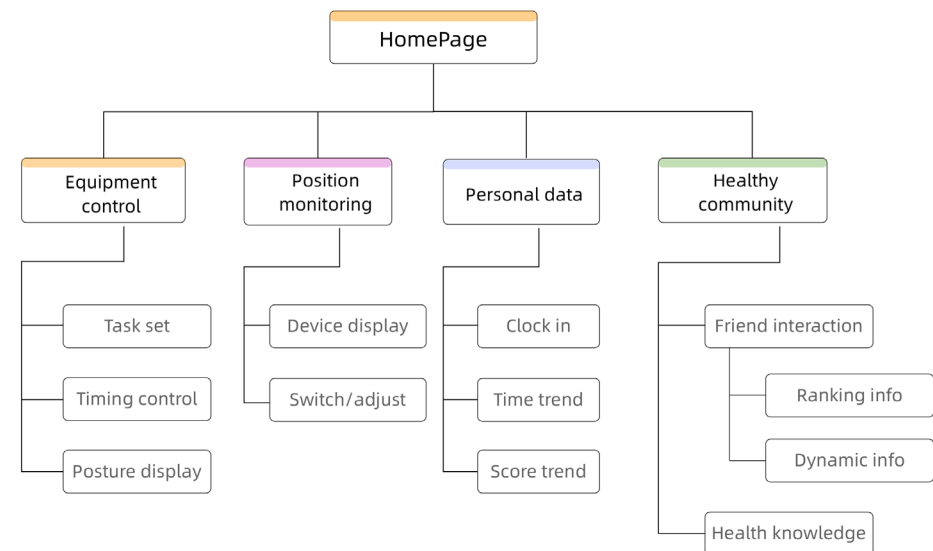 HomePage
Equipment
control
Position
monitoring
Personal data
Healthy
community
Task set
Timing control
Posture display
Device display
Switch/adjust
Clock in
Time trend
Score trend
Friend interaction
Ranking info
Dynamic info
Health knowledge